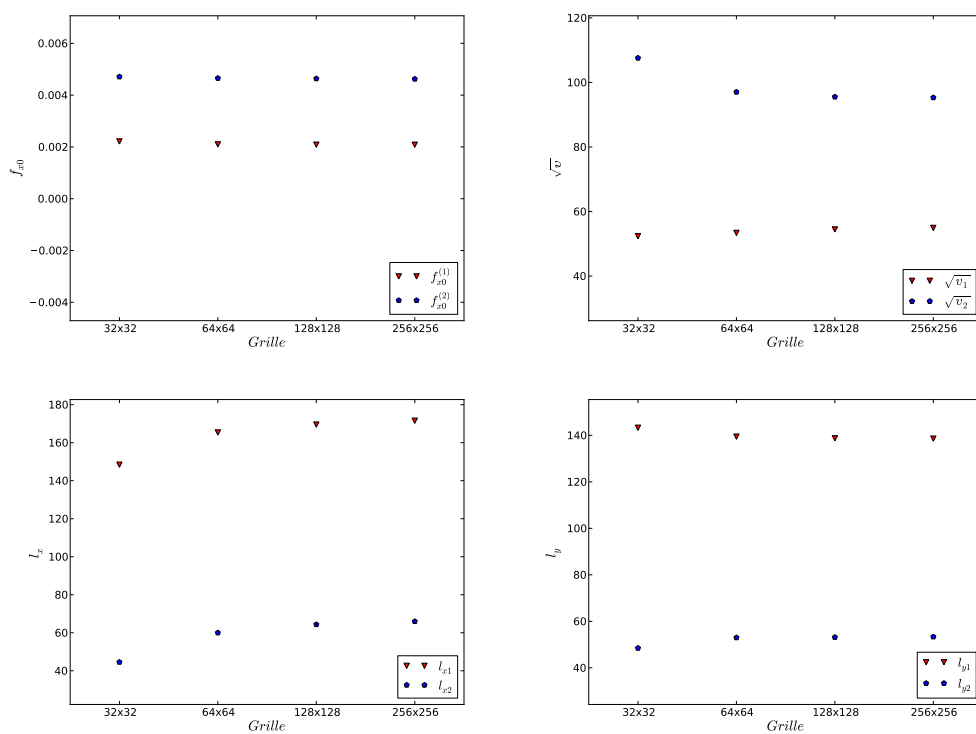 0.006
0.004
0.002
0.000
−0.002
−0.004
f_{x0}
f_{x0}^{(1)}
f_{x0}^{(2)}
32x32 64x64 128x128 256x256
Grille
120
100
80
60
40
√v
√v_1
√v_2
32x32 64x64 128x128 256x256
Grille
180
160
140
120
100
80
60
40
l_x
l_{x1}
l_{x2}
32x32 64x64 128x128 256x256
Grille
140
120
100
80
60
40
l_y
l_{y1}
l_{y2}
32x32 64x64 128x128 256x256
Grille